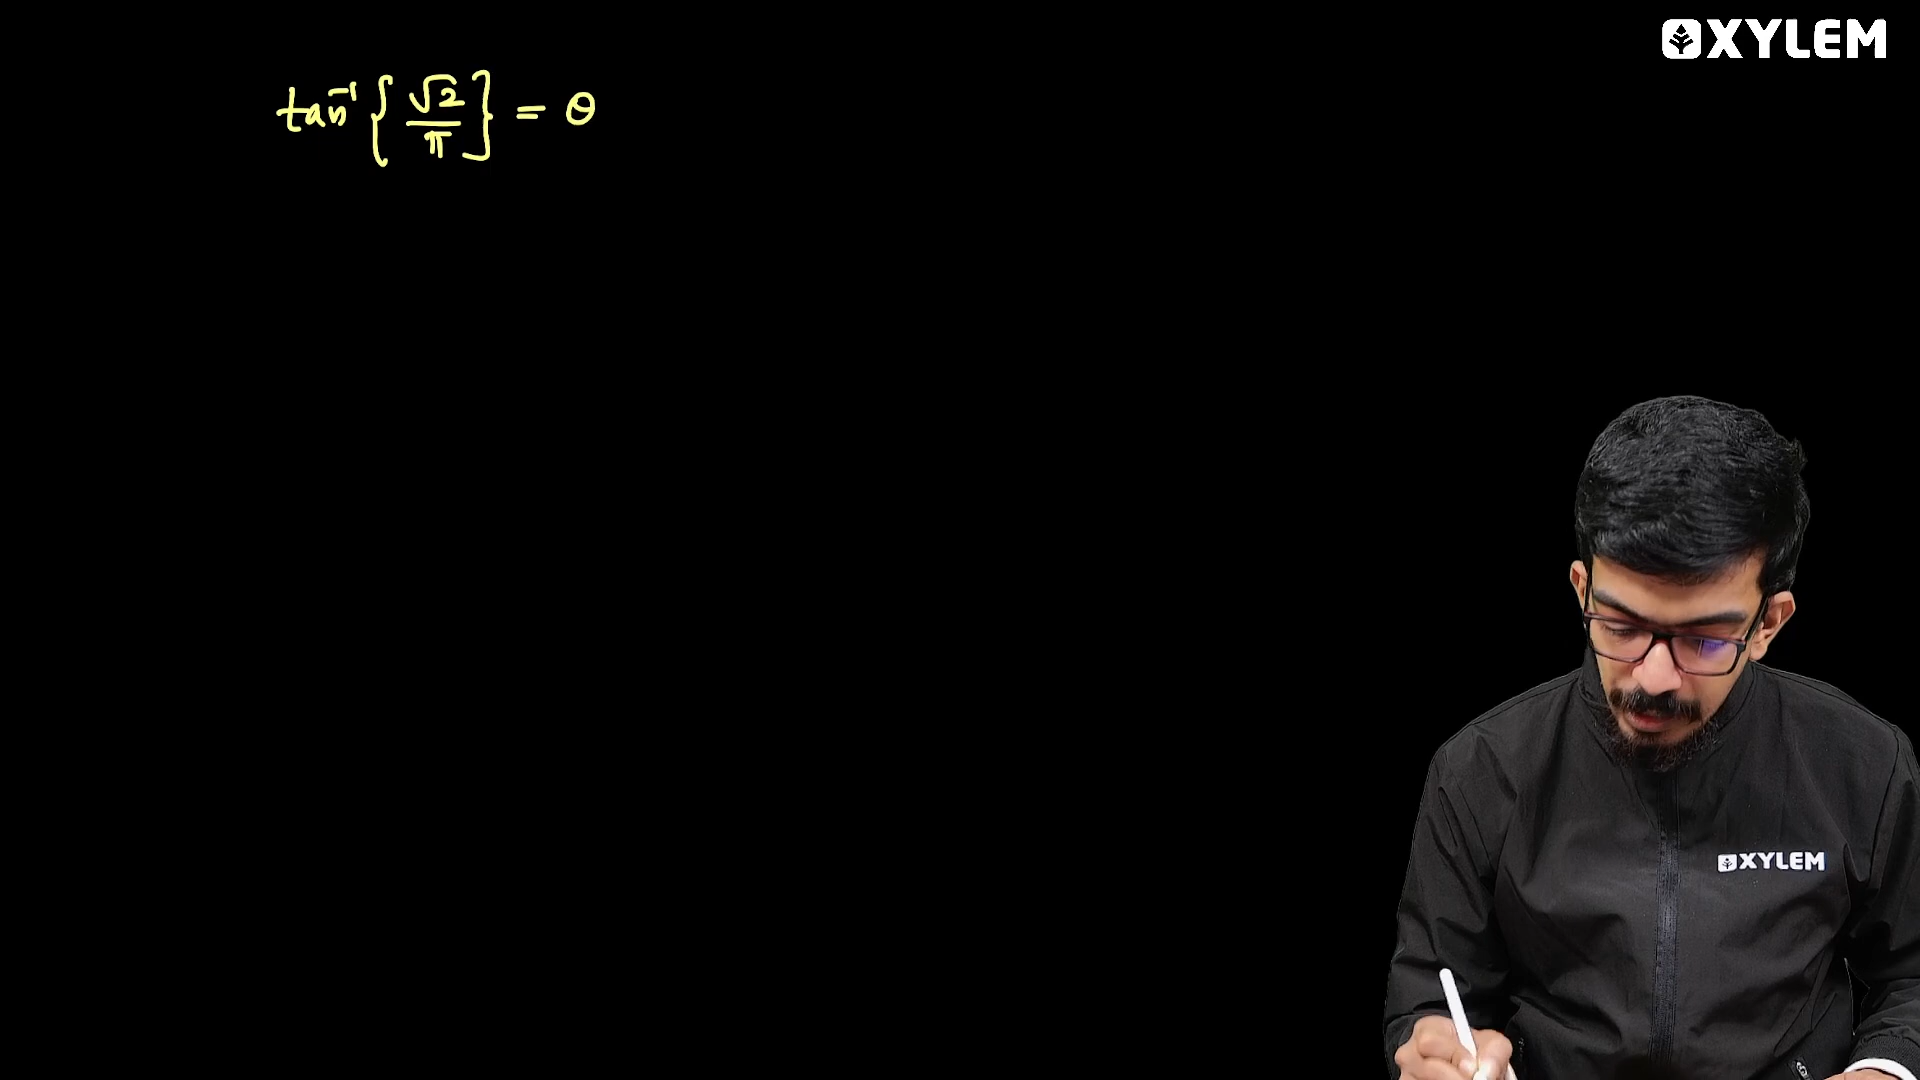 XYLEM
tan⁻¹ { √2 / π } = θ
XYLEM